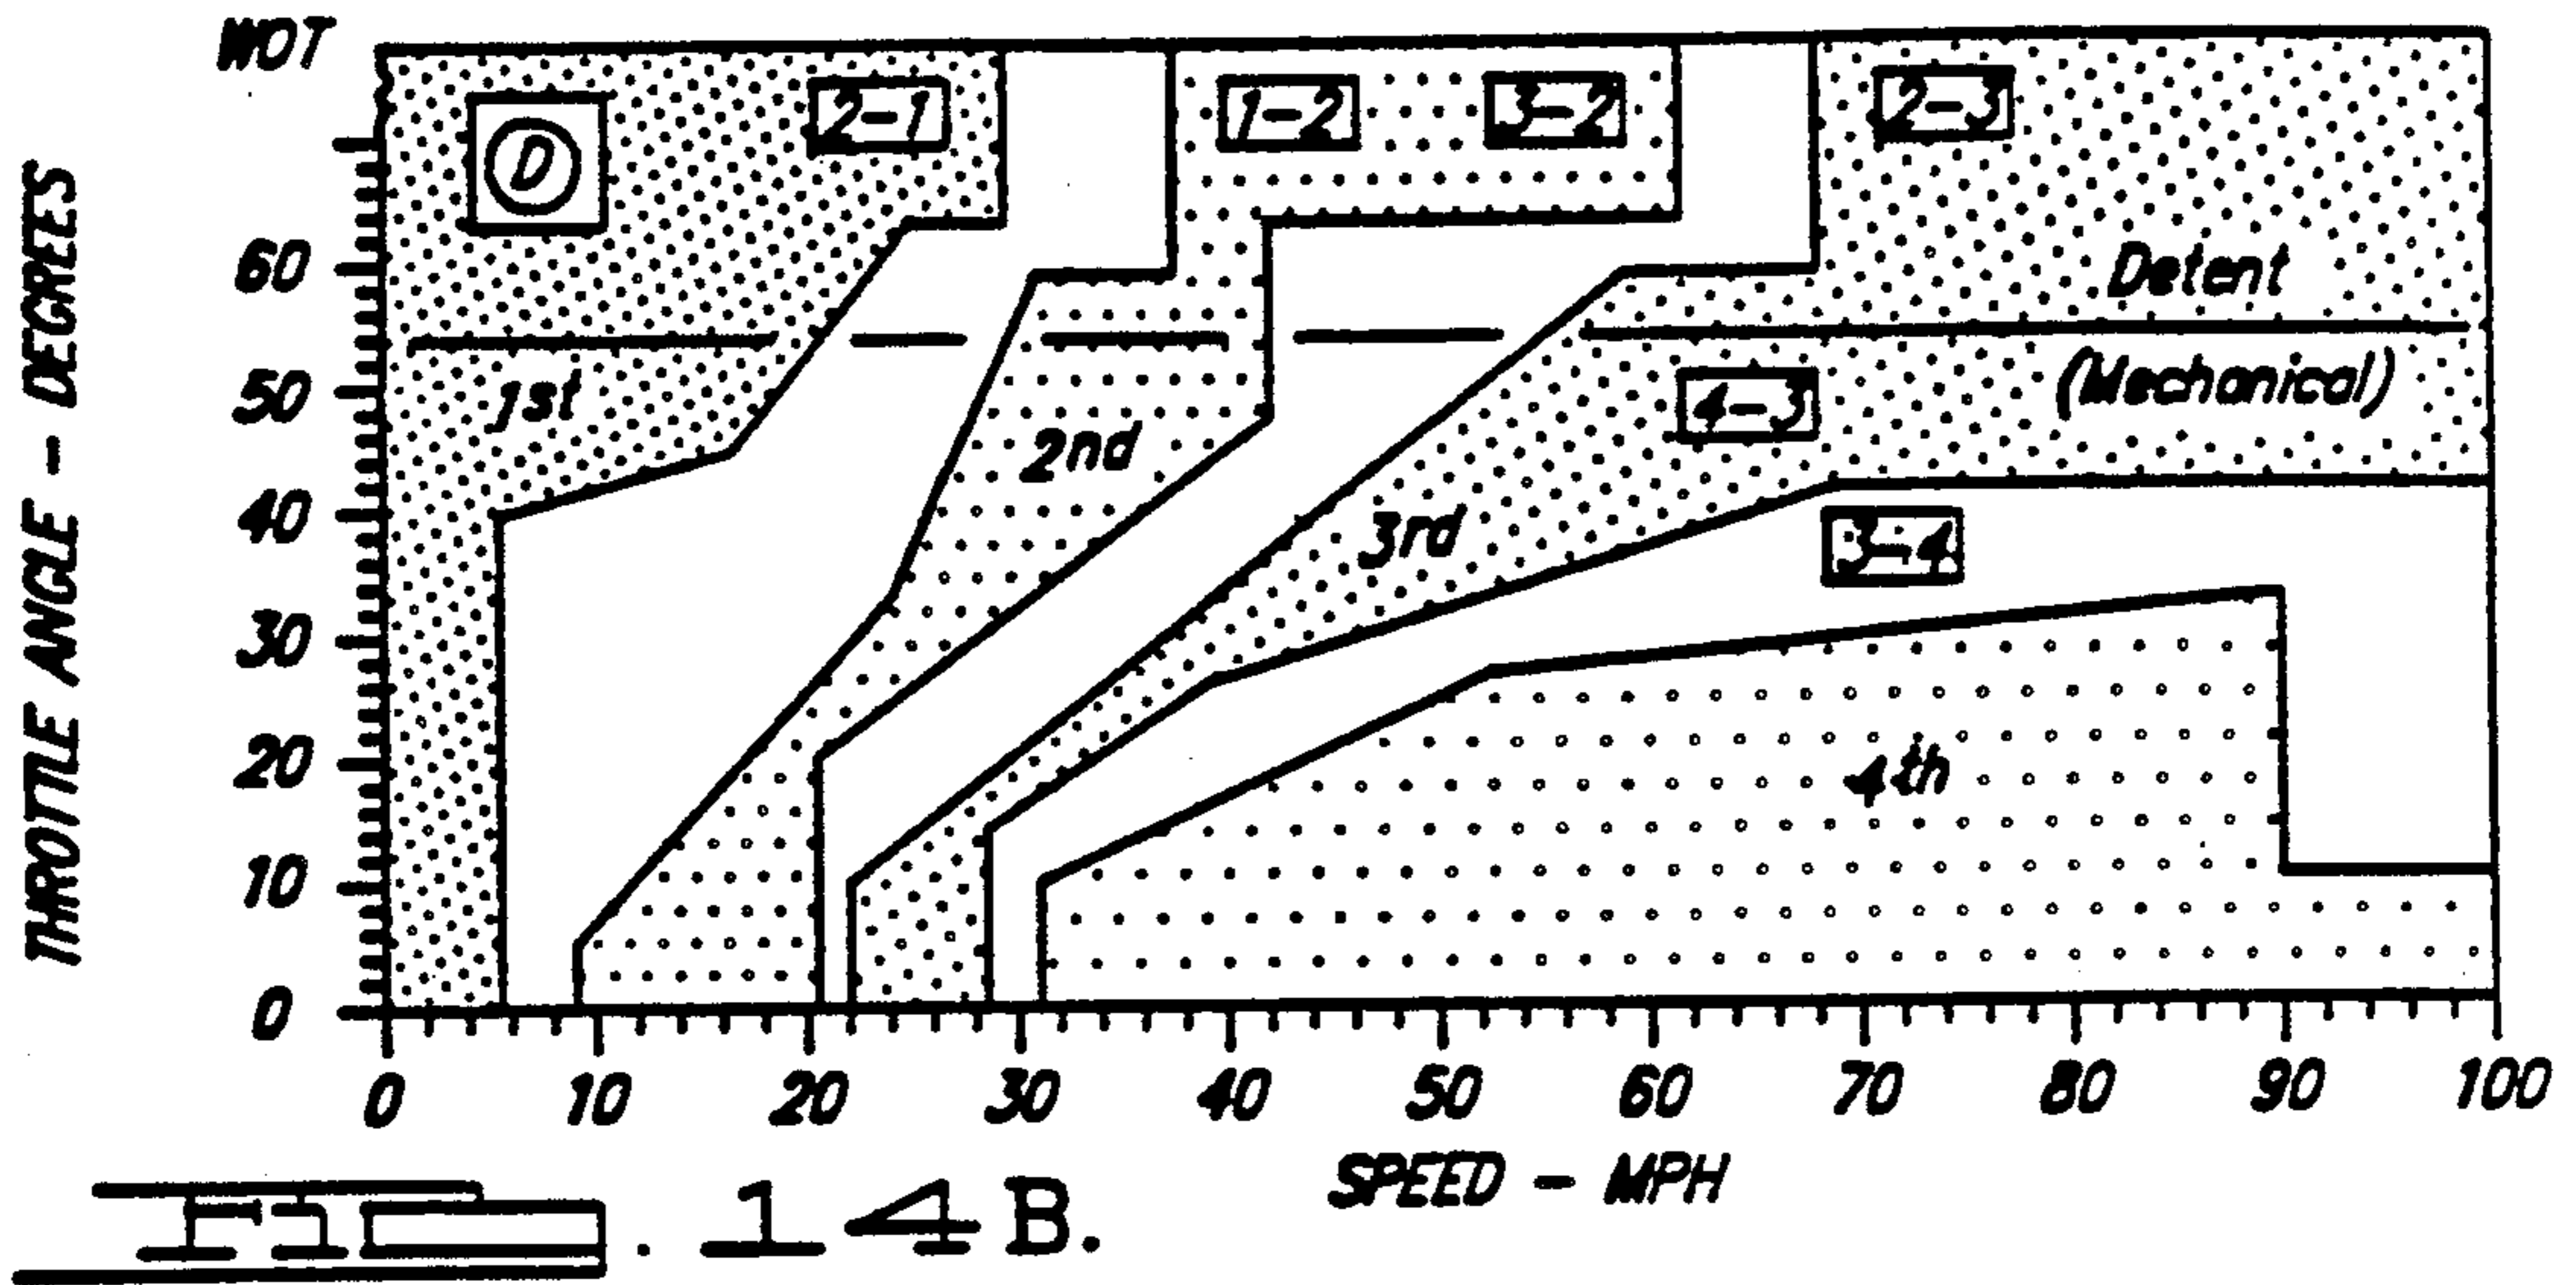 WOT
D
2-1
1-2
3-2
2-3
THROTTLE ANGLE - DEGREES
60
50
40
30
20
10
0
Detent
(Mechanical)
1st
2nd
3rd
4th
4-3
3-4
0 10 20 30 40 50 60 70 80 90 100
SPEED - MPH
FIG. 14B.